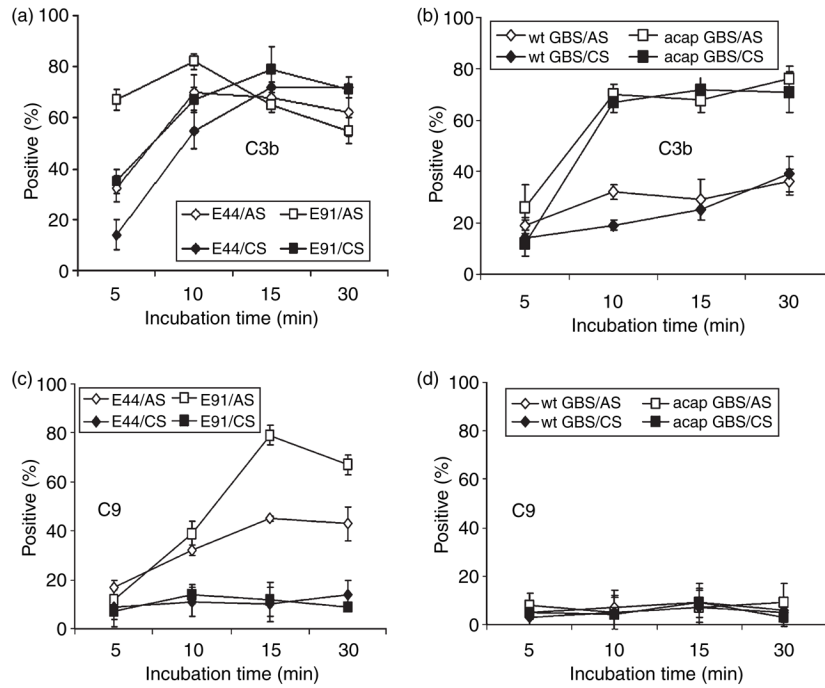 (a)
100
80
60
40
20
0
Positive (%)
C3b
E44/AS E91/AS
E44/CS E91/CS
5 10 15 30
Incubation time (min)
(b)
100
80
60
40
20
0
Positive (%)
wt GBS/AS acap GBS/AS
wt GBS/CS acap GBS/CS
C3b
5 10 15 30
Incubation time (min)
(c)
100
80
60
40
20
0
Positive (%)
E44/AS E91/AS
E44/CS E91/CS
C9
5 10 15 30
Incubation time (min)
(d)
100
80
60
40
20
0
Positive (%)
wt GBS/AS acap GBS/AS
wt GBS/CS acap GBS/CS
C9
5 10 15 30
Incubation time (min)